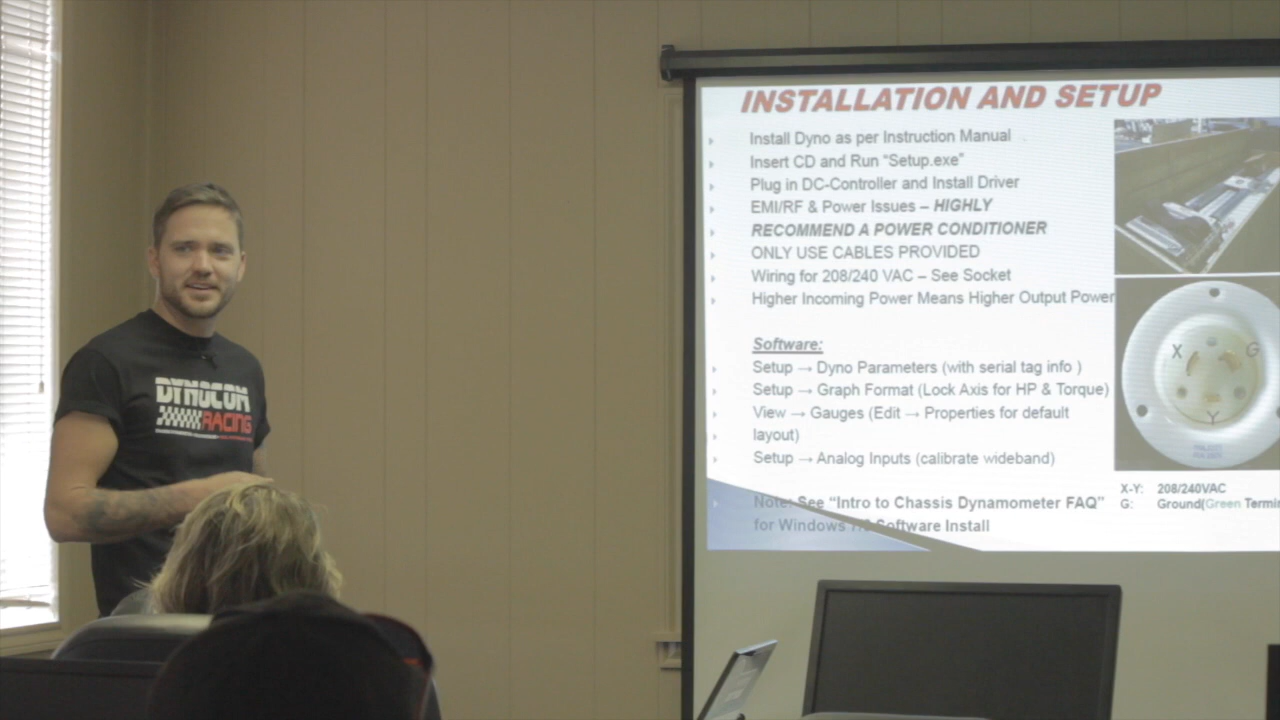 INSTALLATION AND SETUP
Install Dyno as per Instruction Manual
Insert CD and Run “Setup.exe”
Plug in DC-Controller and Install Driver
EMI/RF & Power Issues – HIGHLY
RECOMMEND A POWER CONDITIONER
ONLY USE CABLES PROVIDED
Wiring for 208/240 VAC – See Socket
Higher Incoming Power Means Higher Output Power
Software:
Setup → Dyno Parameters (with serial tag info )
Setup → Graph Format (Lock Axis for HP & Torque)
View → Gauges (Edit → Properties for default
layout)
Setup → Analog Inputs (calibrate wideband)
Note: See “Intro to Chassis Dynamometer FAQ”
for Windows Software Install
X G
Y
X-Y: 208/240VAC
G: Ground(Green
DYNOCOM
RACING